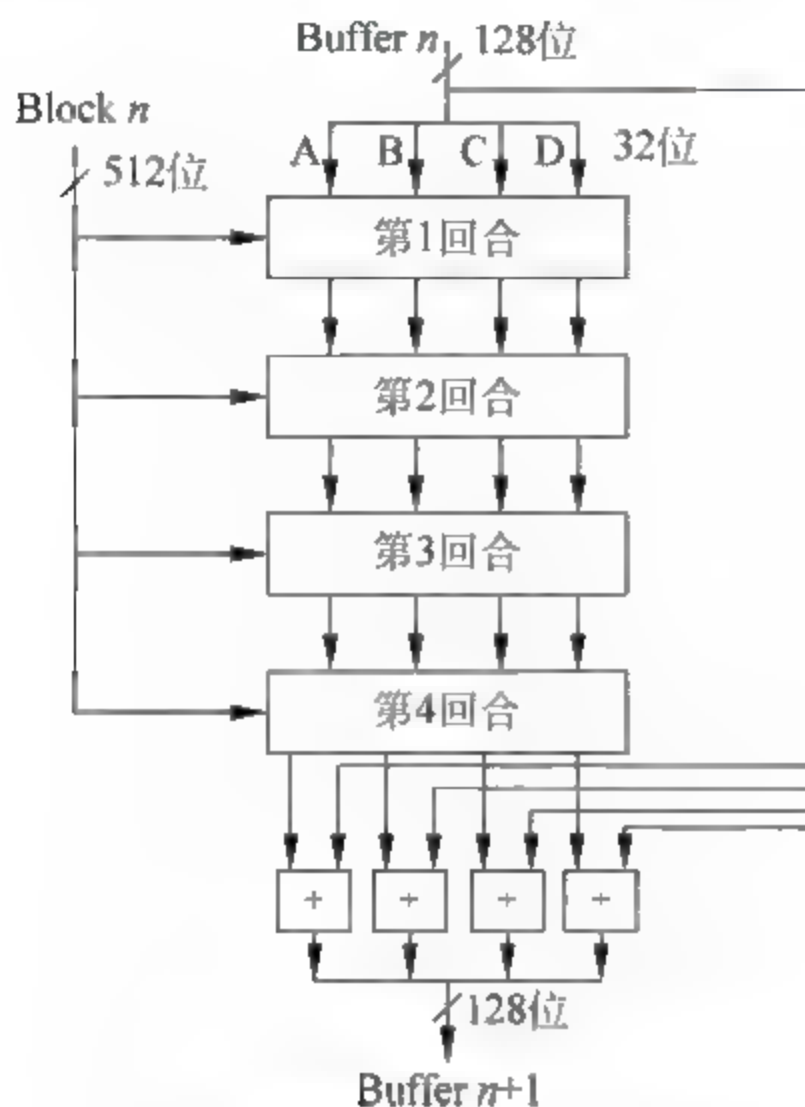 Buffer n 128位
Block n
512位
A B C D 32位
第1回合
第2回合
第3回合
第4回合
+ + + +
128位
Buffer n+1